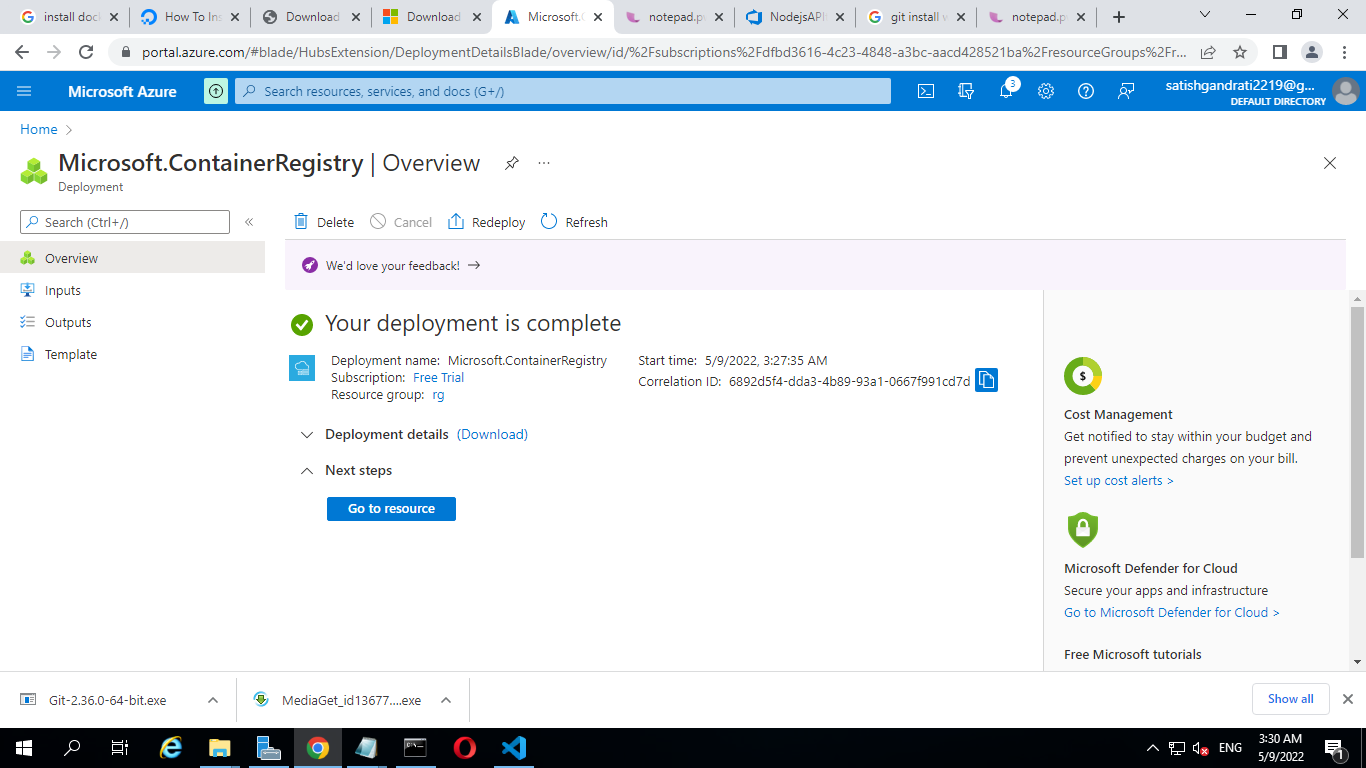 install doc
How To Ins
Download
Download
Microsoft.C
notepad.pw
NodejsAPI
git install w
notepad.pw
portal.azure.com/#blade/HubsExtension/DeploymentDetailsBlade/overview/id/%2Fsubscriptions%2Fdfbd3616-4c23-4848-a3bc-aacd428521ba%2FresourceGroups%2Fr...
Microsoft Azure
Search resources, services, and docs (G+/)
3
satishgandrati2219@g...
DEFAULT DIRECTORY
Home
Microsoft.ContainerRegistry | Overview
...
Deployment
Search (Ctrl+/)
«
Delete
Cancel
Redeploy
Refresh
Overview
Inputs
Outputs
Template
We'd love your feedback! →
Your deployment is complete
Deployment name: Microsoft.ContainerRegistry
Subscription: Free Trial
Resource group: rg
Start time: 5/9/2022, 3:27:35 AM
Correlation ID: 6892d5f4-dda3-4b89-93a1-0667f991cd7d
Deployment details (Download)
Next steps
Go to resource
$
Cost Management
Get notified to stay within your budget and
prevent unexpected charges on your bill.
Set up cost alerts >
Microsoft Defender for Cloud
Secure your apps and infrastructure
Go to Microsoft Defender for Cloud >
Free Microsoft tutorials
Git-2.36.0-64-bit.exe
MediaGet_id13677....exe
Show all
ENG
3:30 AM
5/9/2022
1